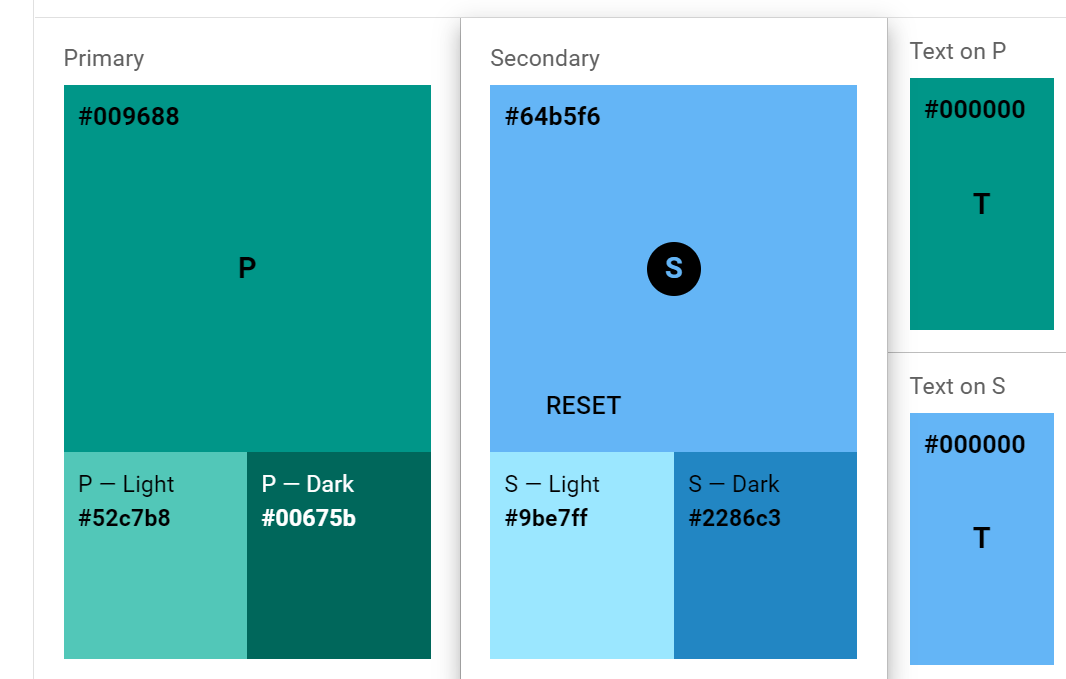 Primary
#009688
P
P — Light
#52c7b8
P — Dark
#00675b
Secondary
#64b5f6
S
RESET
S — Light
#9be7ff
S — Dark
#2286c3
Text on P
#000000
T
Text on S
#000000
T